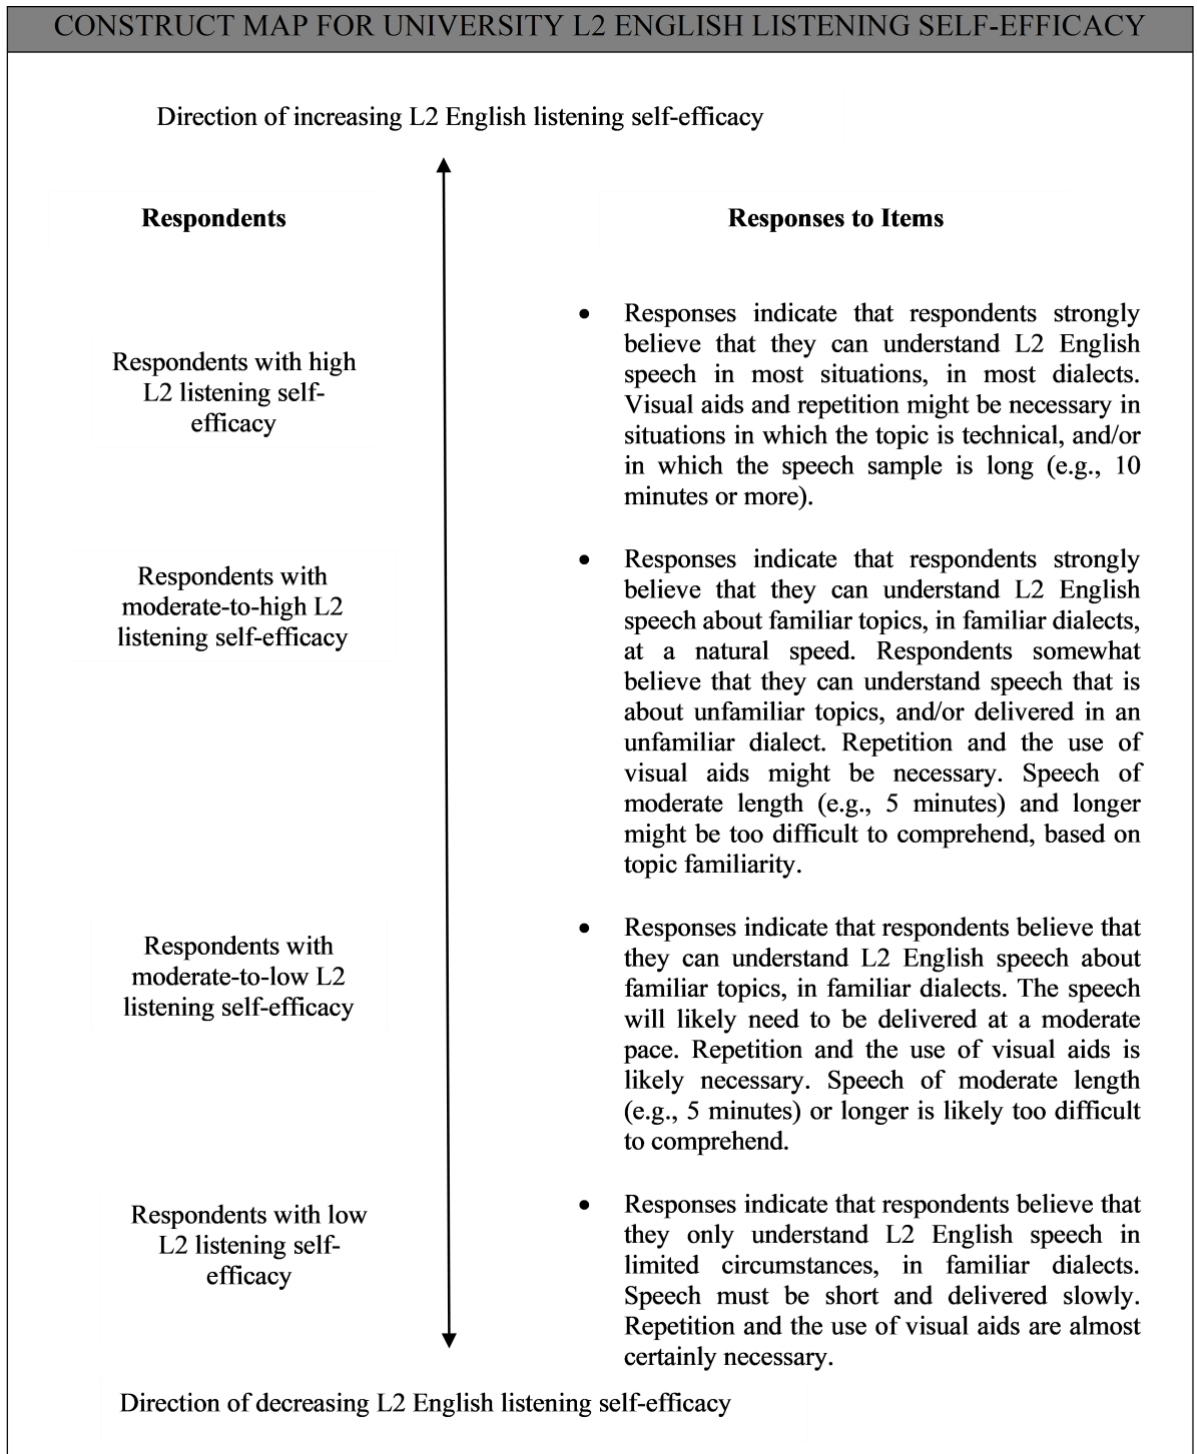 CONSTRUCT MAP FOR UNIVERSITY L2 ENGLISH LISTENING SELF-EFFICACY
Direction of increasing L2 English listening self-efficacy
Respondents
Responses to Items
Respondents with high
L2 listening self-
efficacy
• Responses indicate that respondents strongly
believe that they can understand L2 English
speech in most situations, in most dialects.
Visual aids and repetition might be necessary in
situations in which the topic is technical, and/or
in which the speech sample is long (e.g., 10
minutes or more).
Respondents with
moderate-to-high L2
listening self-efficacy
• Responses indicate that respondents strongly
believe that they can understand L2 English
speech about familiar topics, in familiar dialects,
at a natural speed. Respondents somewhat
believe that they can understand speech that is
about unfamiliar topics, and/or delivered in an
unfamiliar dialect. Repetition and the use of
visual aids might be necessary. Speech of
moderate length (e.g., 5 minutes) and longer
might be too difficult to comprehend, based on
topic familiarity.
Respondents with
moderate-to-low L2
listening self-efficacy
• Responses indicate that respondents believe that
they can understand L2 English speech about
familiar topics, in familiar dialects. The speech
will likely need to be delivered at a moderate
pace. Repetition and the use of visual aids is
likely necessary. Speech of moderate length
(e.g., 5 minutes) or longer is likely too difficult
to comprehend.
Respondents with low
L2 listening self-
efficacy
• Responses indicate that respondents believe that
they only understand L2 English speech in
limited circumstances, in familiar dialects.
Speech must be short and delivered slowly.
Repetition and the use of visual aids are almost
certainly necessary.
Direction of decreasing L2 English listening self-efficacy